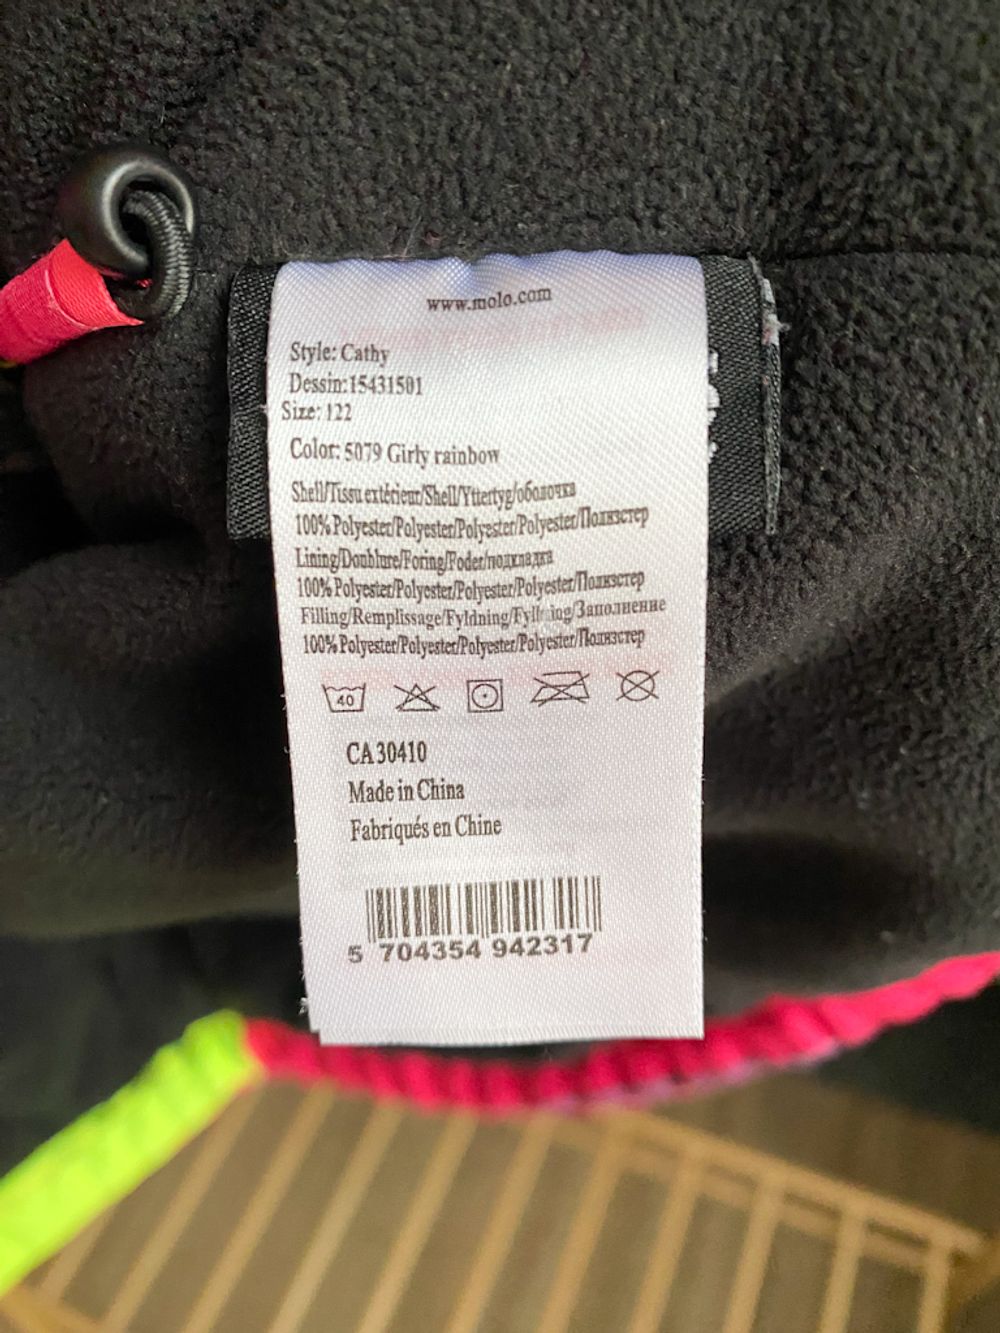 www.molo.com
Style: Cathy
Dessin:15431501
Size: 122
Color: 5079 Girly rainbow
Shell/Tissu extérieur/Shell/Yttertyg/оболочка
100% Polyester/Polyester/Polyester/Polyester/Полиэстер
Lining/Doublure/Foring/Foder/подкладка
100% Polyester/Polyester/Polyester/Polyester/Полиэстер
Filling/Remplissage/Fyldning/Fyllning/Заполнение
100% Polyester/Polyester/Polyester/Polyester/Полиэстер
40
CA 30410
Made in China
Fabriqués en Chine
5 704354 942317